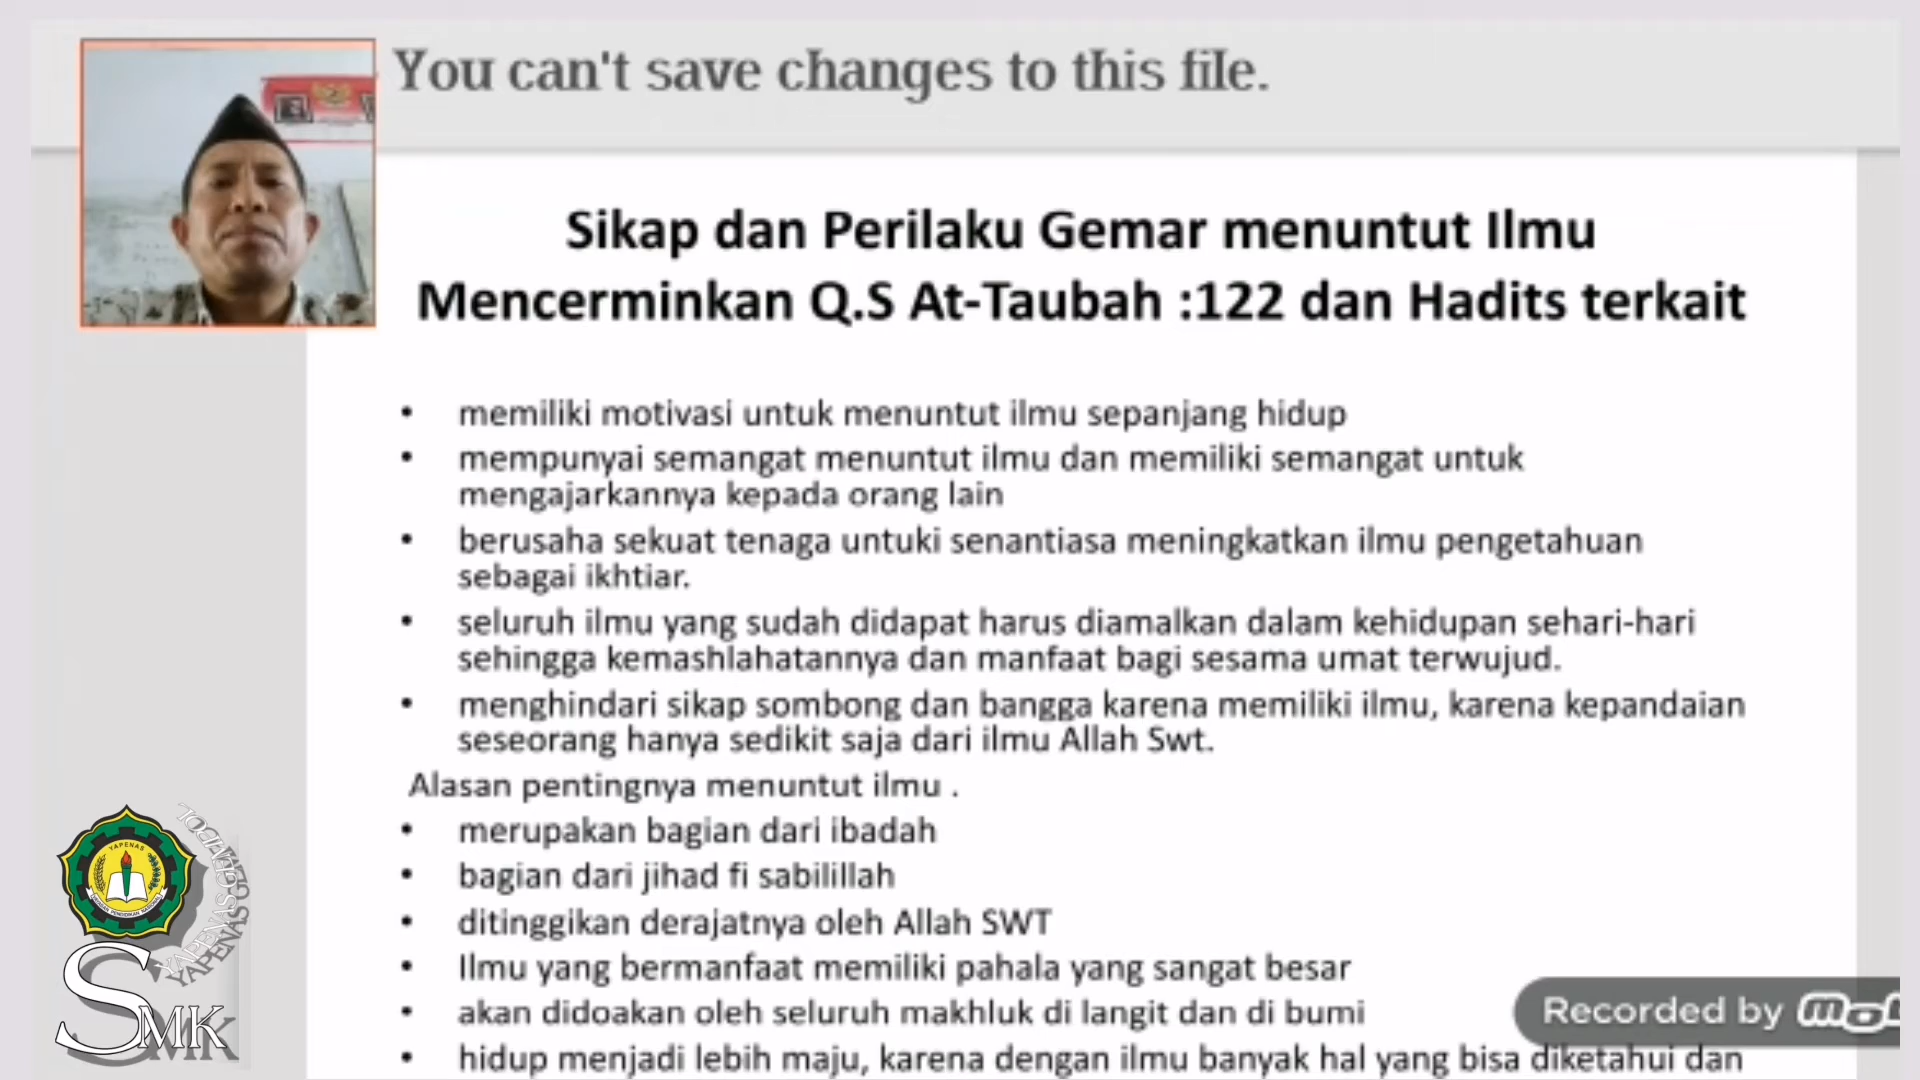 You can't save changes to this file.
Sikap dan Perilaku Gemar menuntut Ilmu
Mencerminkan Q.S At-Taubah :122 dan Hadits terkait
• memiliki motivasi untuk menuntut ilmu sepanjang hidup
• mempunyai semangat menuntut ilmu dan memiliki semangat untuk
mengajarkannya kepada orang lain
• berusaha sekuat tenaga untuki senantiasa meningkatkan ilmu pengetahuan
sebagai ikhtiar.
• seluruh ilmu yang sudah didapat harus diamalkan dalam kehidupan sehari-hari
sehingga kemashlahatannya dan manfaat bagi sesama umat terwujud.
• menghindari sikap sombong dan bangga karena memiliki ilmu, karena kepandaian
seseorang hanya sedikit saja dari ilmu Allah Swt.
Alasan pentingnya menuntut ilmu .
• merupakan bagian dari ibadah
• bagian dari jihad fi sabilillah
• ditinggikan derajatnya oleh Allah SWT
• Ilmu yang bermanfaat memiliki pahala yang sangat besar
• akan didoakan oleh seluruh makhluk di langit dan di bumi
• hidup menjadi lebih maju, karena dengan ilmu banyak hal yang bisa diketahui dan
Recorded by
YAPENAS
SMK